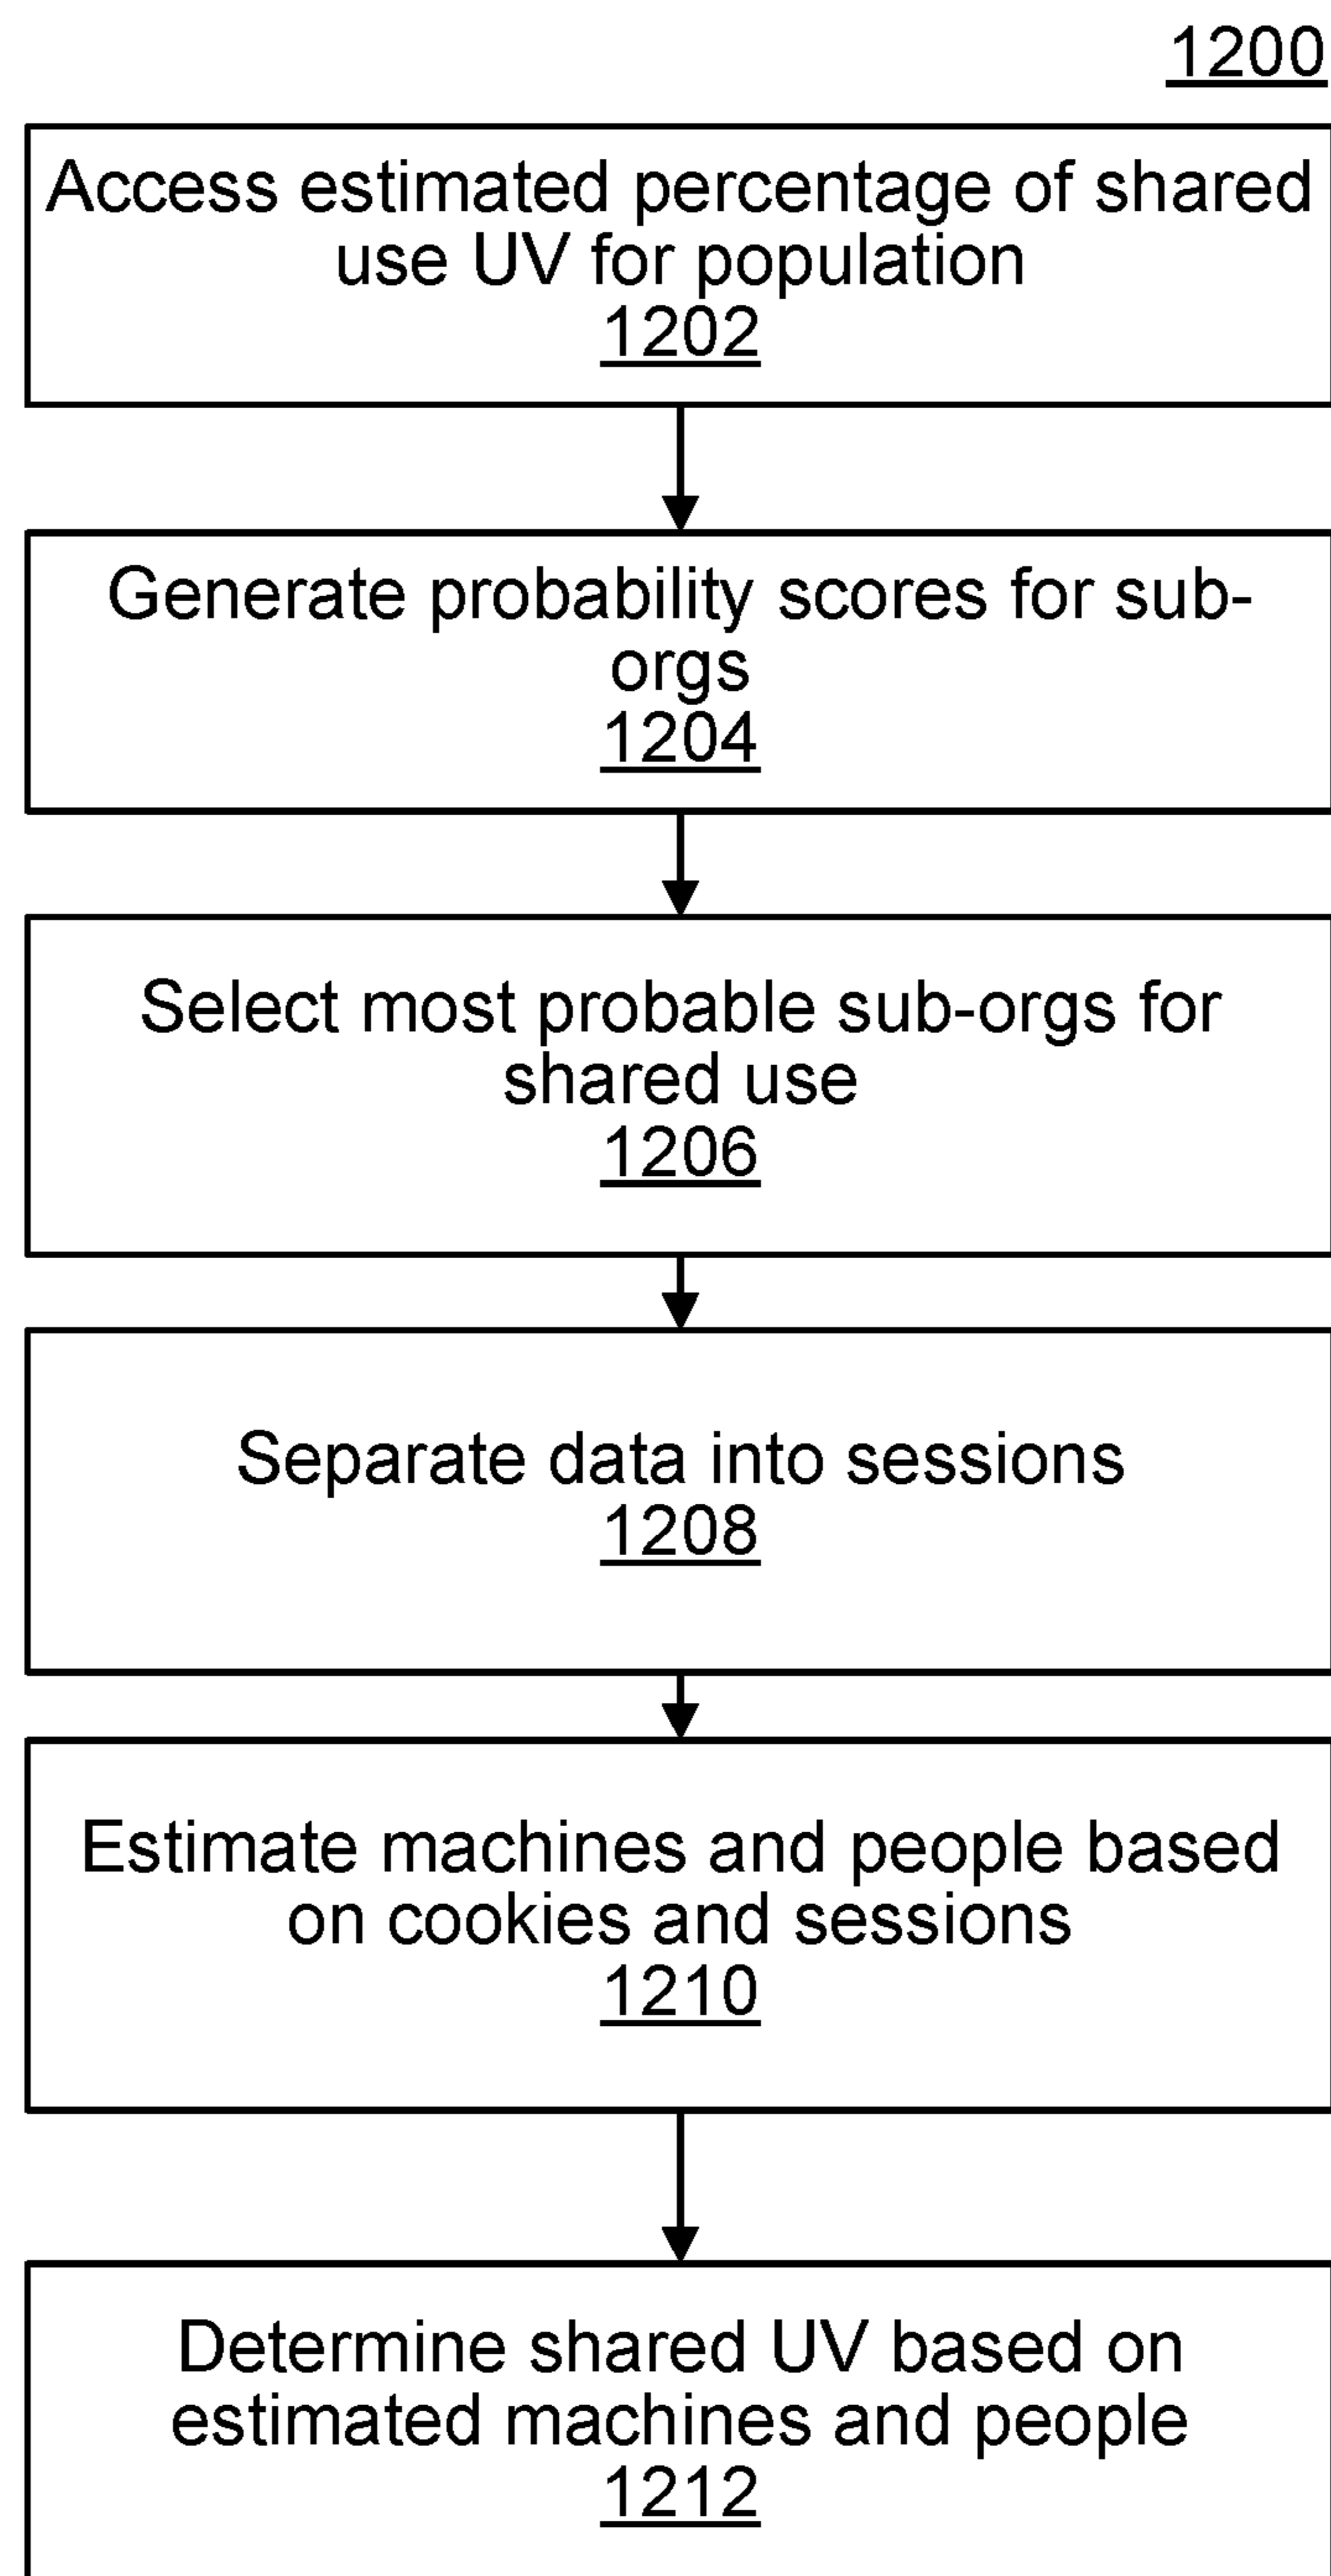 1200
Access estimated percentage of shared
use UV for population
1202
Generate probability scores for sub-
orgs
1204
Select most probable sub-orgs for
shared use
1206
Separate data into sessions
1208
Estimate machines and people based
on cookies and sessions
1210
Determine shared UV based on
estimated machines and people
1212